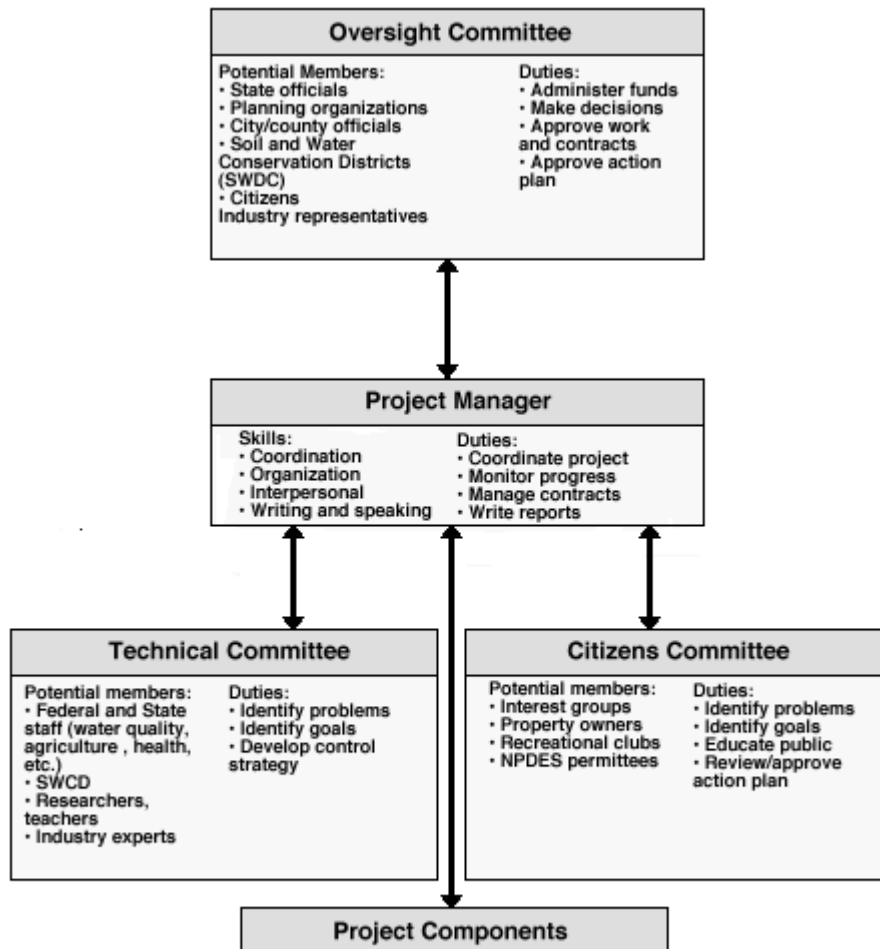 Oversight Committee
Potential Members:
• State officials
• Planning organizations
• City/county officials
• Soil and Water
Conservation Districts
(SWDC)
• Citizens
Industry representatives
Duties:
• Administer funds
• Make decisions
• Approve work
and contracts
• Approve action
plan
Project Manager
Skills:
• Coordination
• Organization
• Interpersonal
• Writing and speaking
Duties:
• Coordinate project
• Monitor progress
• Manage contracts
• Write reports
Technical Committee
Potential members:
• Federal and State
staff (water quality,
agriculture , health,
etc.)
• SWCD
• Researchers,
teachers
• Industry experts
Duties:
• Identify problems
• Identify goals
• Develop control
strategy
Citizens Committee
Potential members:
• Interest groups
• Property owners
• Recreational clubs
• NPDES permittees
Duties:
• Identify problems
• Identify goals
• Educate public
• Review/approve
action plan
Project Components